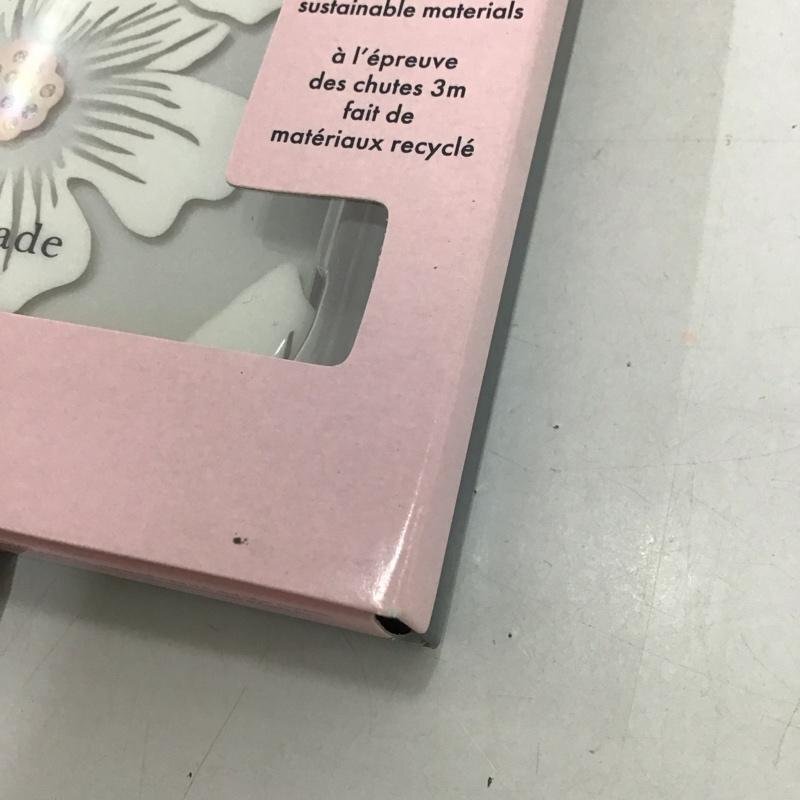 sustainable materials
à l'épreuve
des chutes 3m
fait de
matériaux recyclé
ade